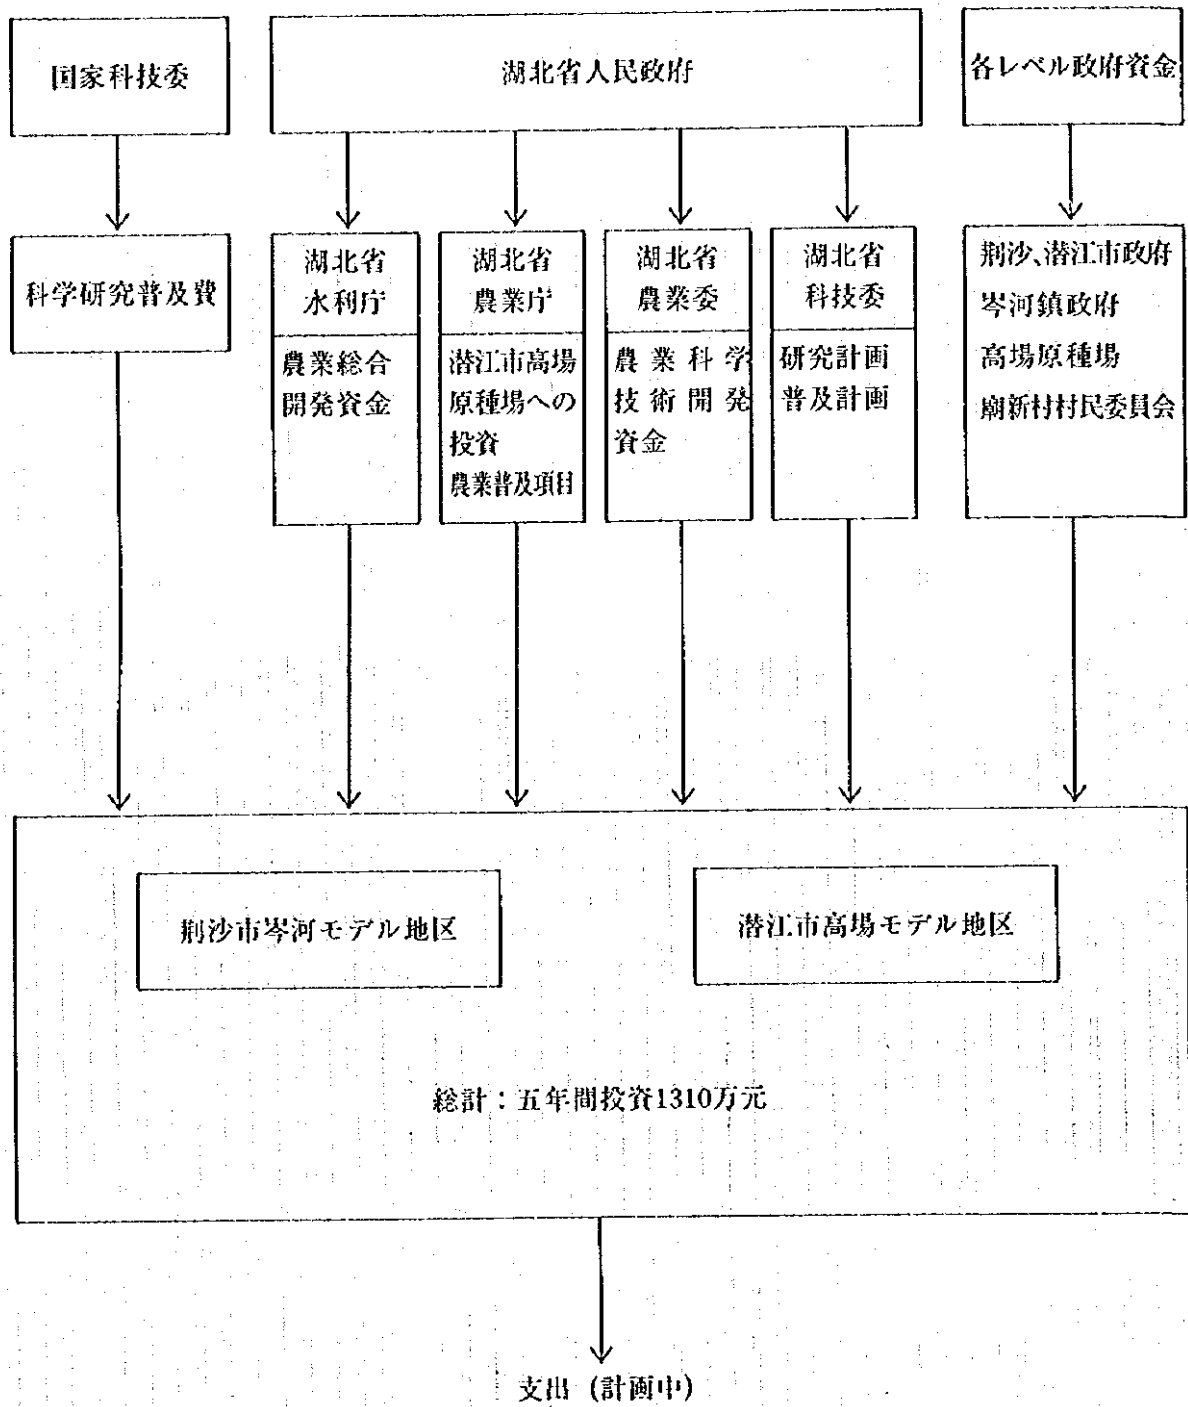 国家科技委
湖北省人民政府
各レベル政府資金
科学研究普及費
湖北省
水利庁
農業総合
開発資金
湖北省
農業庁
潜江市高場
原種場への
投資
農業普及項目
湖北省
農業委
農業科学
技術開発
資金
湖北省
科技委
研究計画
普及計画
荆沙、潜江市政府
岑河鎮政府
高場原種場
廟新村村民委員会
荆沙市岑河モデル地区
潜江市高場モデル地区
総計：五年間投資1310万元
支出（計画中）